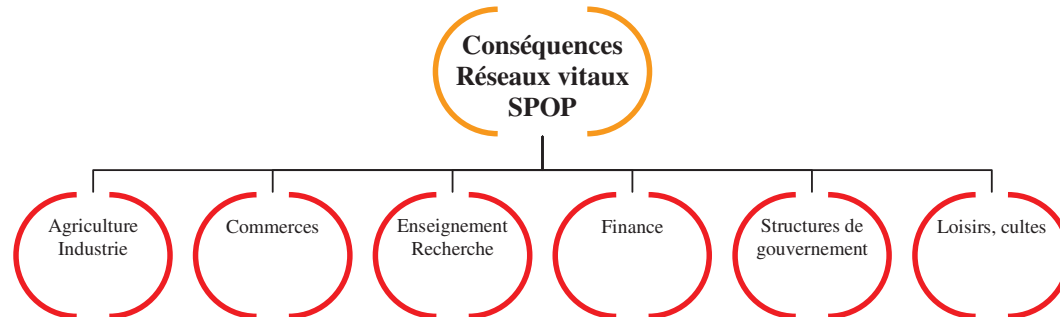 Conséquences
Réseaux vitaux
SPOP
Agriculture
Industrie
Commerces
Enseignement
Recherche
Finance
Structures de
gouvernement
Loisirs, cultes